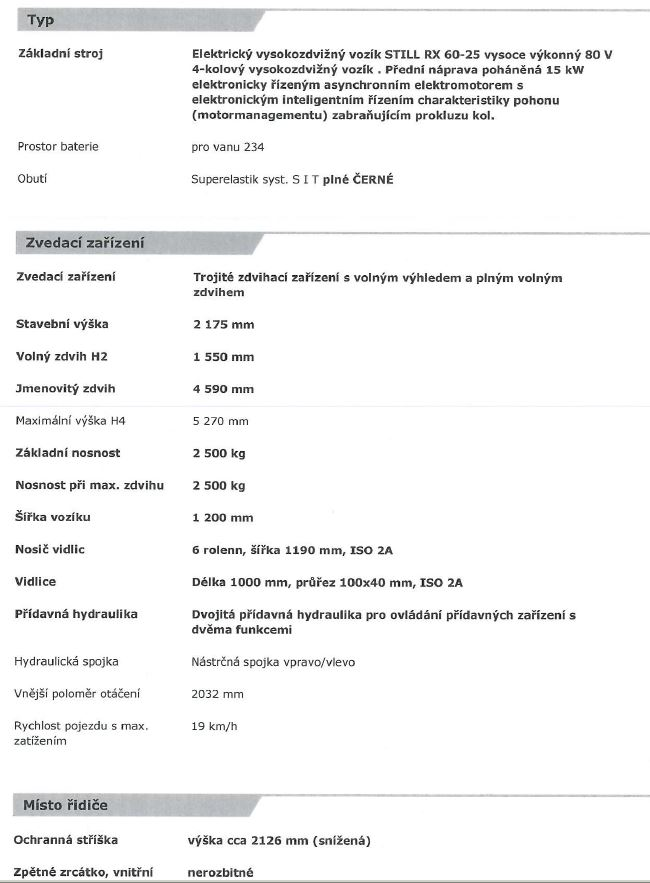 Typ
Základní stroj Elektrický vysokozdvižný vozík STILL RX 60-25 vysoce výkonný 80 V
4-kolový vysokozdvižný vozík . Přední náprava poháněná 15 kW
elektronicky řízeným asynchronním elektromotorem s
elektronickým inteligentním řízením charakteristiky pohonu
(motormanagementu) zabraňujícím prokluzu kol.
Prostor baterie pro vanu 234
Obutí Superelastik syst. S I T plné ČERNÉ
Zvedací zařízení
Zvedací zařízení Trojité zdvihací zařízení s volným výhledem a plným volným
zdvihem
Stavební výška 2 175 mm
Volný zdvih H2 1 550 mm
Jmenovitý zdvih 4 590 mm
Maximální výška H4 5 270 mm
Základní nosnost 2 500 kg
Nosnost při max. zdvihu 2 500 kg
Šířka vozíku 1 200 mm
Nosič vidlic 6 rolenn, šířka 1190 mm, ISO 2A
Vidlice Délka 1000 mm, průřez 100x40 mm, ISO 2A
Přídavná hydraulika Dvojitá přídavná hydraulika pro ovládání přídavných zařízení s
dvěma funkcemi
Hydraulická spojka Nástrčná spojka vpravo/vlevo
Vnější poloměr otáčení 2032 mm
Rychlost pojezdu s max. 19 km/h
zatížením
Místo řidiče
Ochranná stříška výška cca 2126 mm (snížená)
Zpětné zrcátko, vnitřní nerozbitné